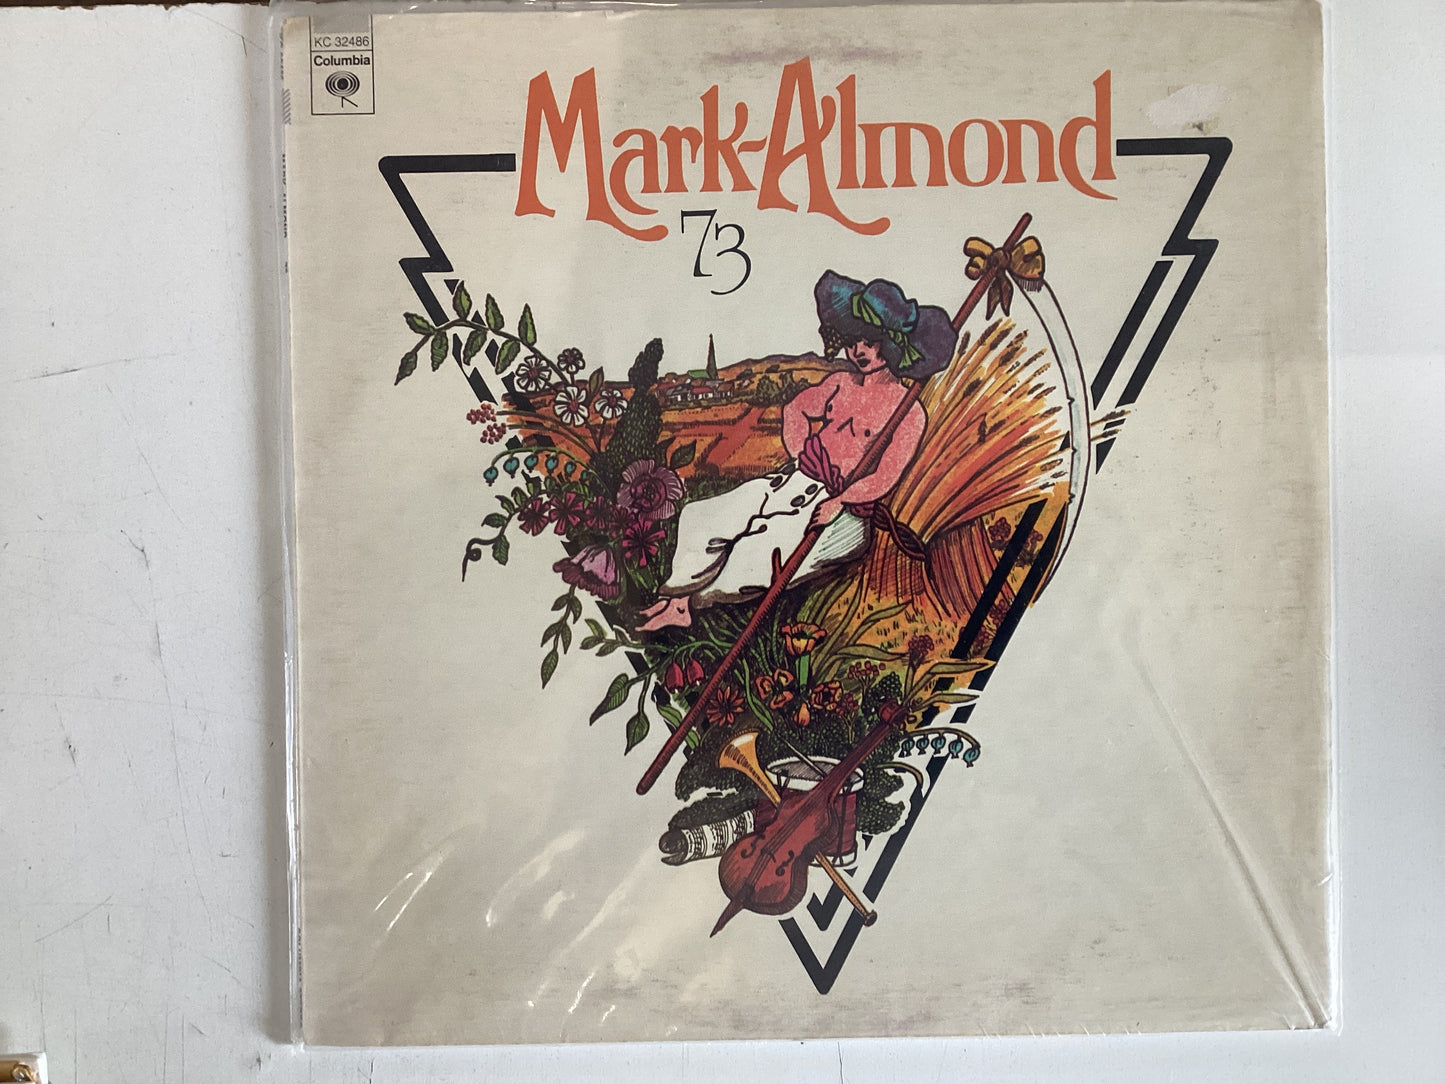 KC 32486
Columbia
Mark-Almond
73